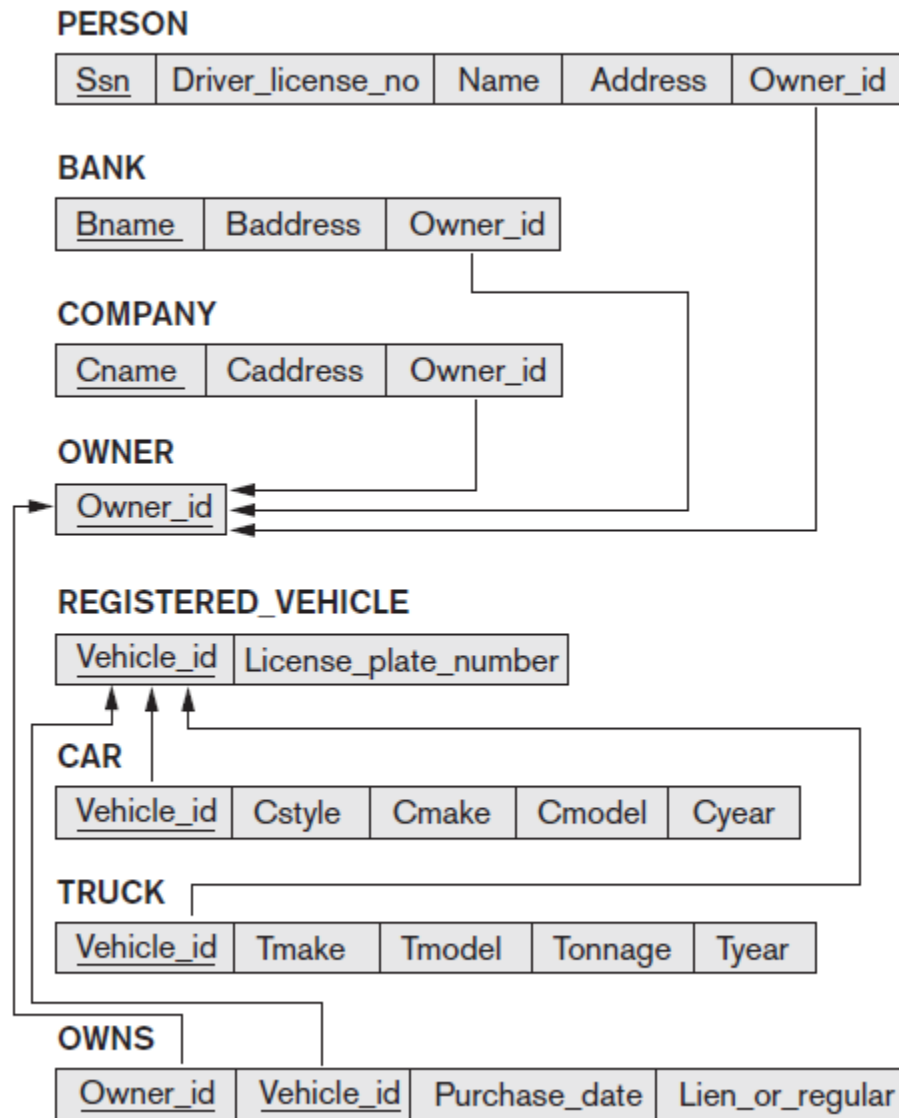 PERSON
Ssn Driver_license_no Name Address Owner_id
BANK
Bname Baddress Owner_id
COMPANY
Cname Caddress Owner_id
OWNER
Owner_id
REGISTERED_VEHICLE
Vehicle_id License_plate_number
CAR
Vehicle_id Cstyle Cmake Cmodel Cyear
TRUCK
Vehicle_id Tmake Tmodel Tonnage Tyear
OWNS
Owner_id Vehicle_id Purchase_date Lien_or_regular